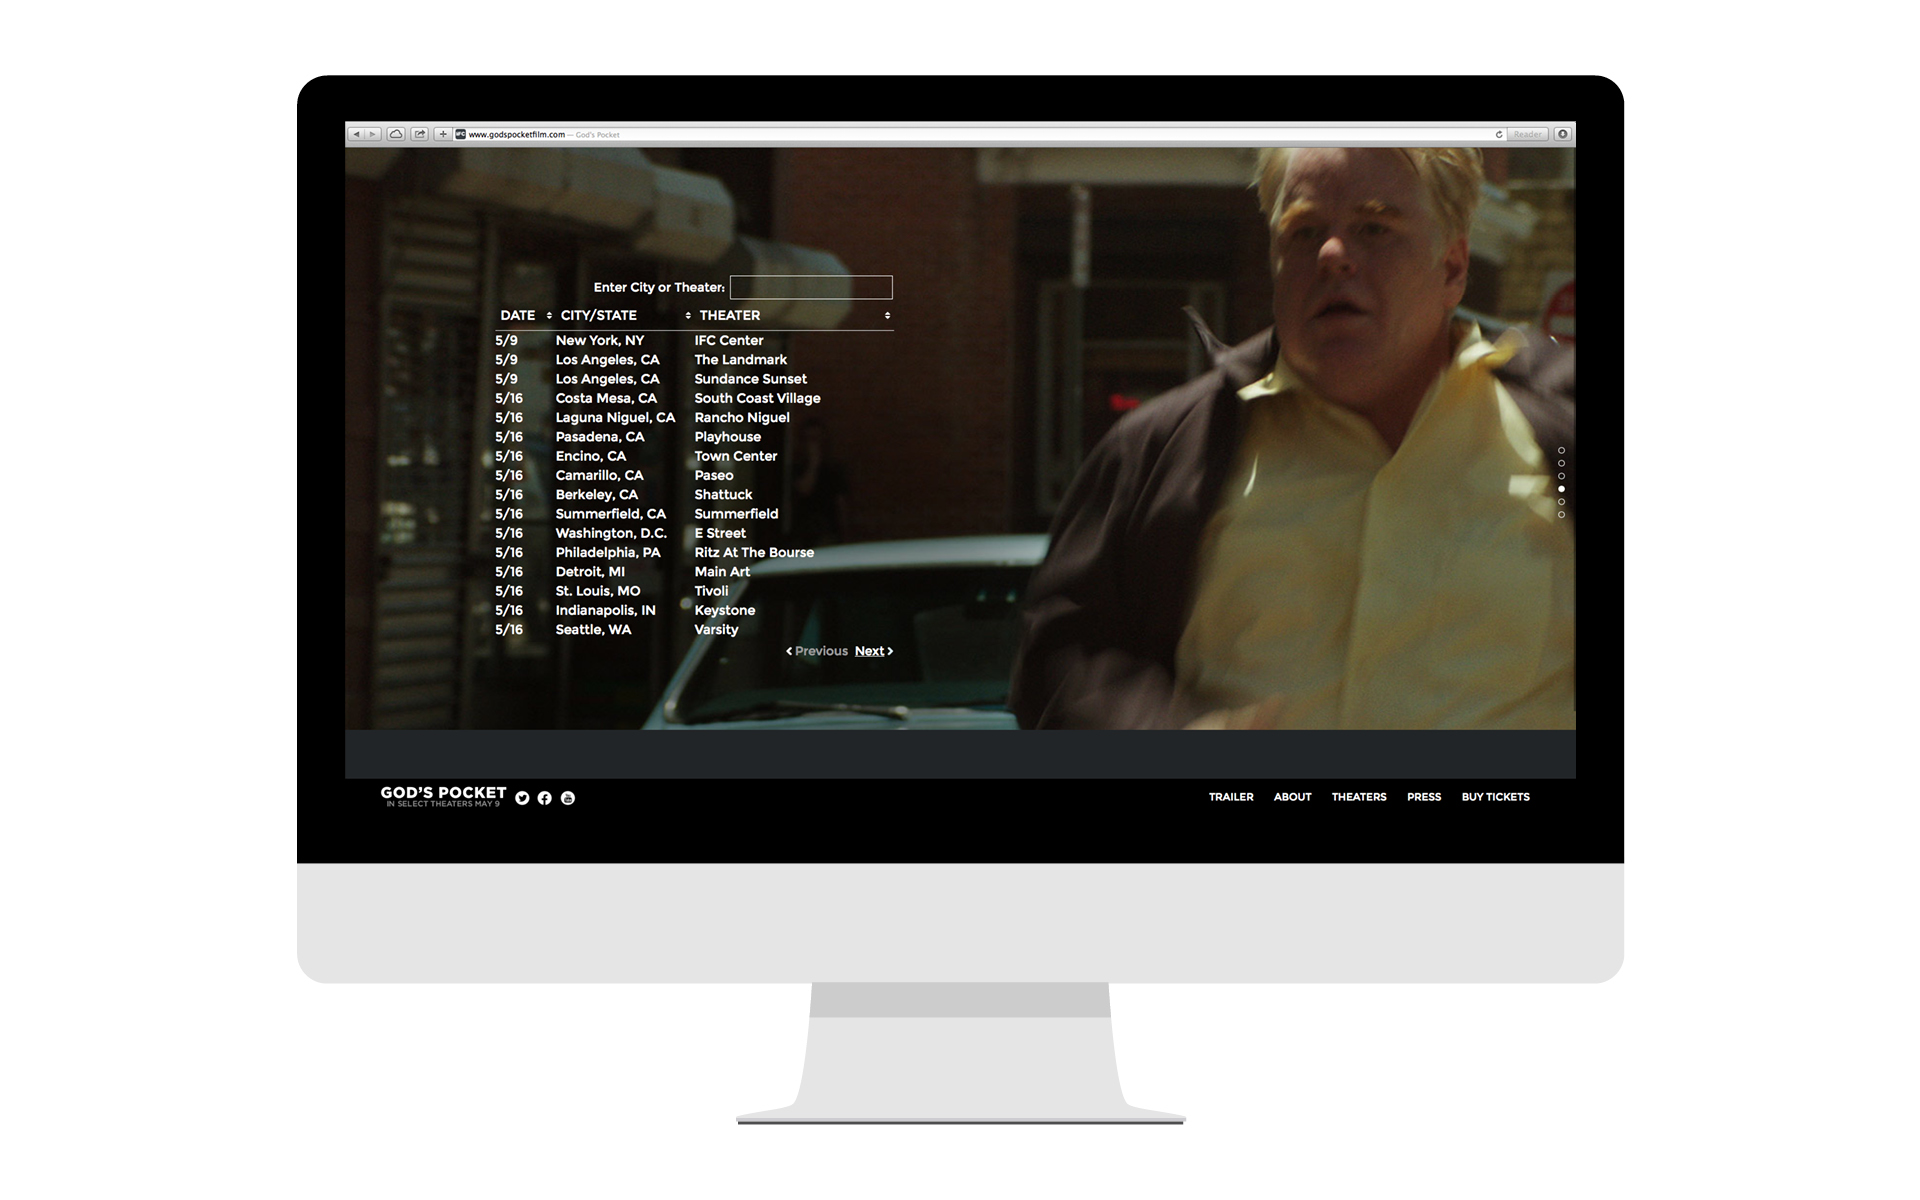 www.godspocketfilm.com — God's Pocket
Reader
Enter City or Theater:
DATE CITY/STATE THEATER
5/9 New York, NY IFC Center
5/9 Los Angeles, CA The Landmark
5/9 Los Angeles, CA Sundance Sunset
5/16 Costa Mesa, CA South Coast Village
5/16 Laguna Niguel, CA Rancho Niguel
5/16 Pasadena, CA Playhouse
5/16 Encino, CA Town Center
5/16 Camarillo, CA Paseo
5/16 Berkeley, CA Shattuck
5/16 Summerfield, CA Summerfield
5/16 Washington, D.C. E Street
5/16 Philadelphia, PA Ritz At The Bourse
5/16 Detroit, MI Main Art
5/16 St. Louis, MO Tivoli
5/16 Indianapolis, IN Keystone
5/16 Seattle, WA Varsity
Previous Next
GOD'S POCKET
IN SELECT THEATERS MAY 9
TRAILER ABOUT THEATERS PRESS BUY TICKETS